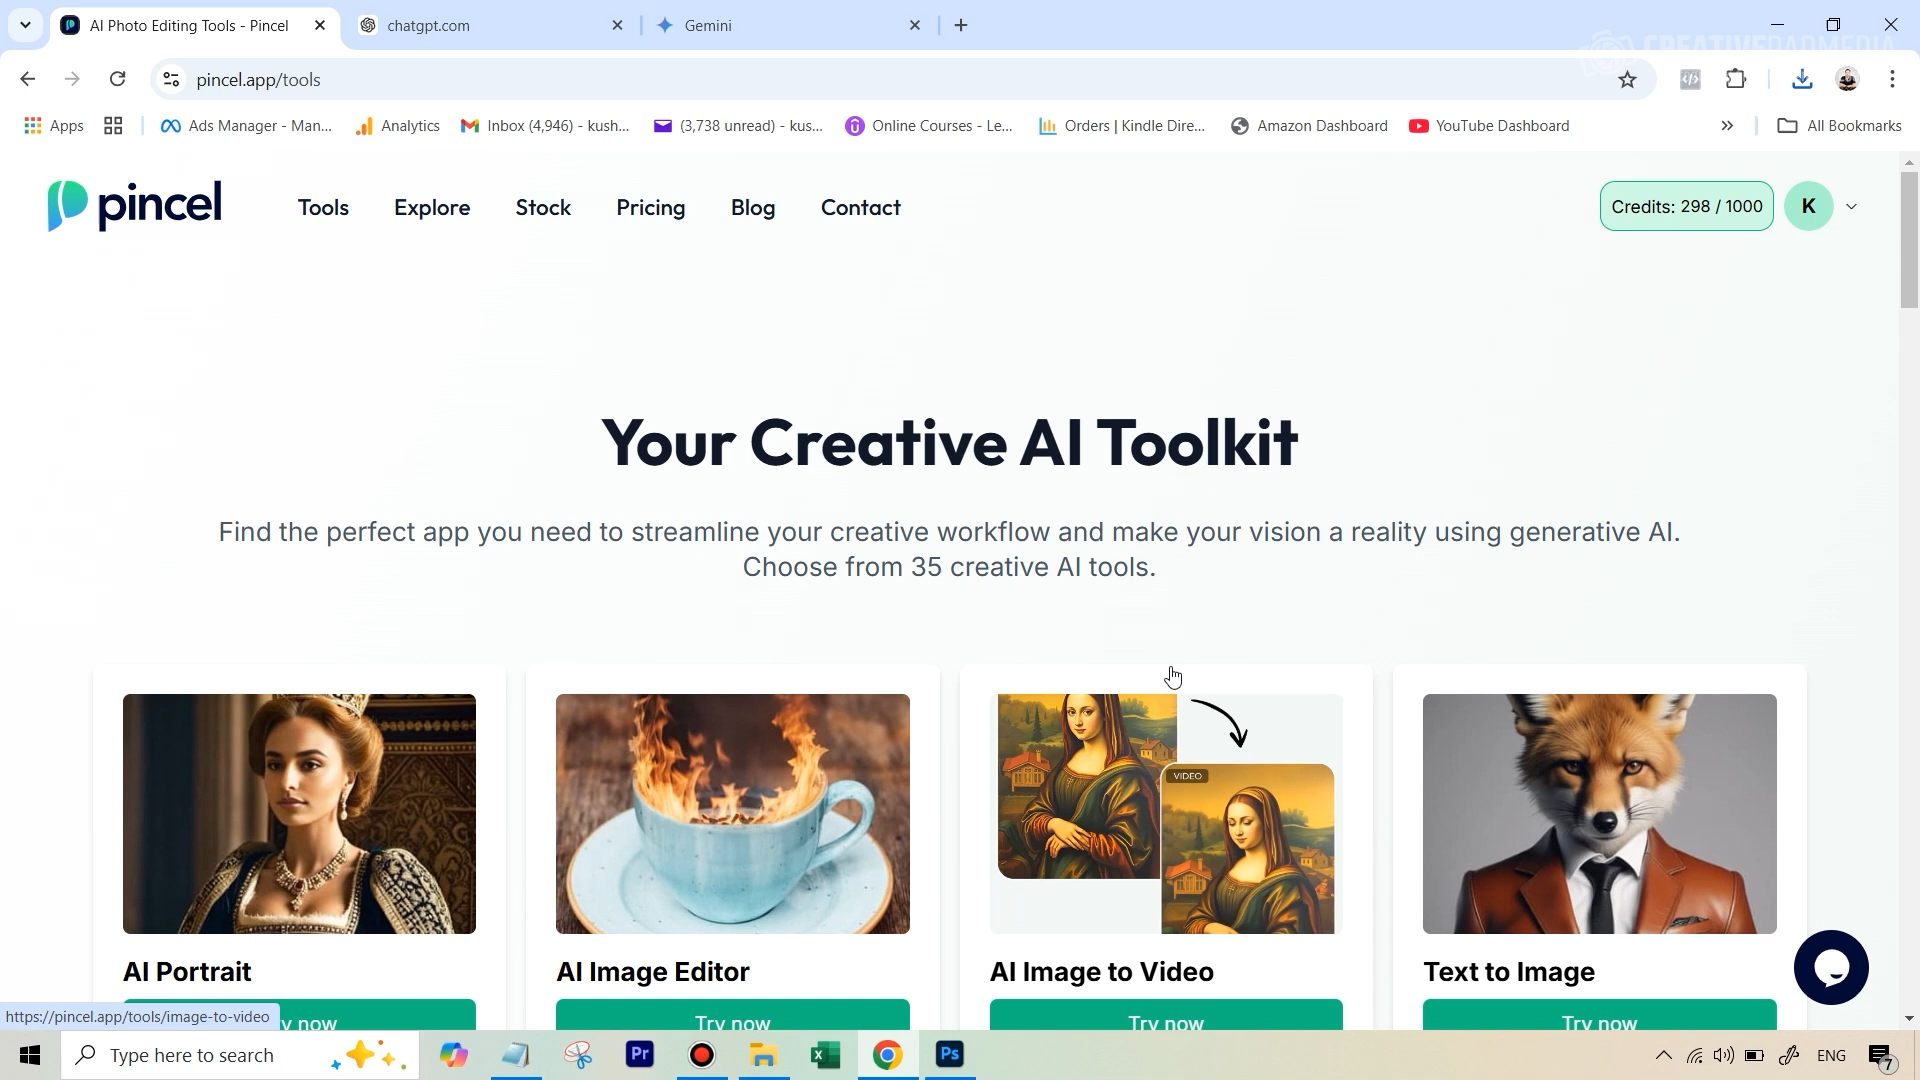 AI Photo Editing Tools - Pincel
chatgpt.com
Gemini
CREATIVEDADMEDIA
pincel.app/tools
Apps
Ads Manager - Man...
Analytics
Inbox (4,946) - kush...
(3,738 unread) - kus...
Online Courses - Le...
Orders | Kindle Dire...
Amazon Dashboard
YouTube Dashboard
All Bookmarks
pincel
Tools
Explore
Stock
Pricing
Blog
Contact
Credits: 298 / 1000
K
Your Creative AI Toolkit
Find the perfect app you need to streamline your creative workflow and make your vision a reality using generative AI.
Choose from 35 creative AI tools.
VIDEO
AI Portrait
AI Image Editor
AI Image to Video
Text to Image
https://pincel.app/tools/image-to-video
now
Try now
Try now
Try now
Type here to search
Pr
Ps
ENG
7